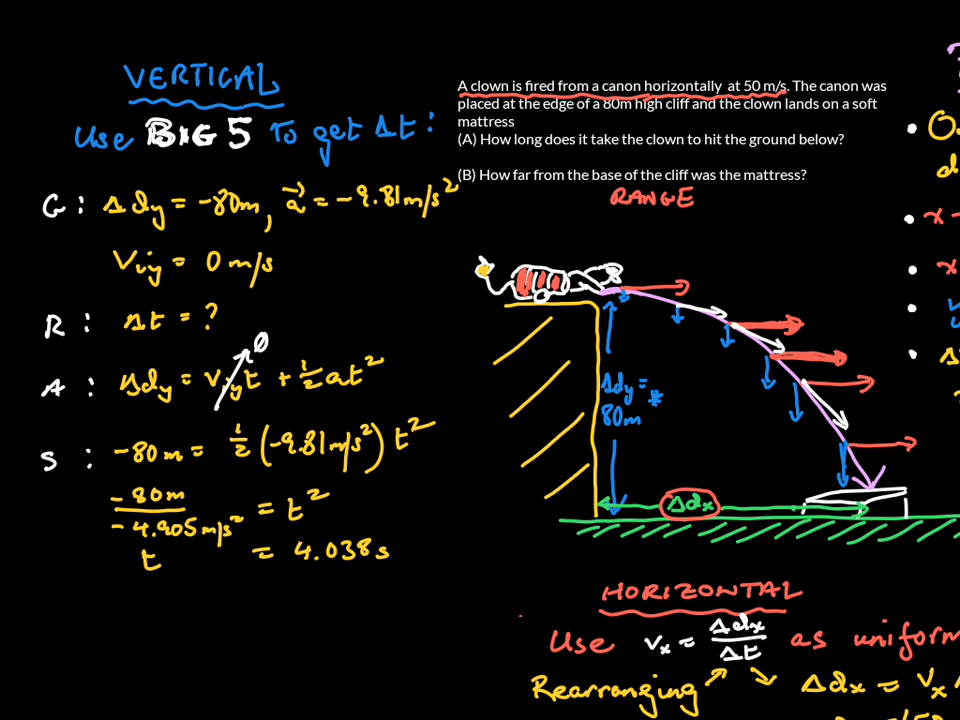 VERTICAL
Use BIG 5 To get Δt:
G: Δdy = -80m, a⃗ = -9.81m/s²
Viy = 0 m/s
R: Δt = ?
A: Δdy = Viyt + ½at²
0
S: -80m = ½(-9.81m/s²)t²
-80m / -4.905m/s² = t²
t = 4.038s
A clown is fired from a canon horizontally at 50 m/s. The canon was
placed at the edge of a 80m high cliff and the clown lands on a soft
mattress
(A) How long does it take the clown to hit the ground below?
(B) How far from the base of the cliff was the mattress?
RANGE
Δdy = *
80m
Δdx
HORIZONTAL
Use Vx = Δdx/Δt as uniform
Rearranging Δdx = Vx